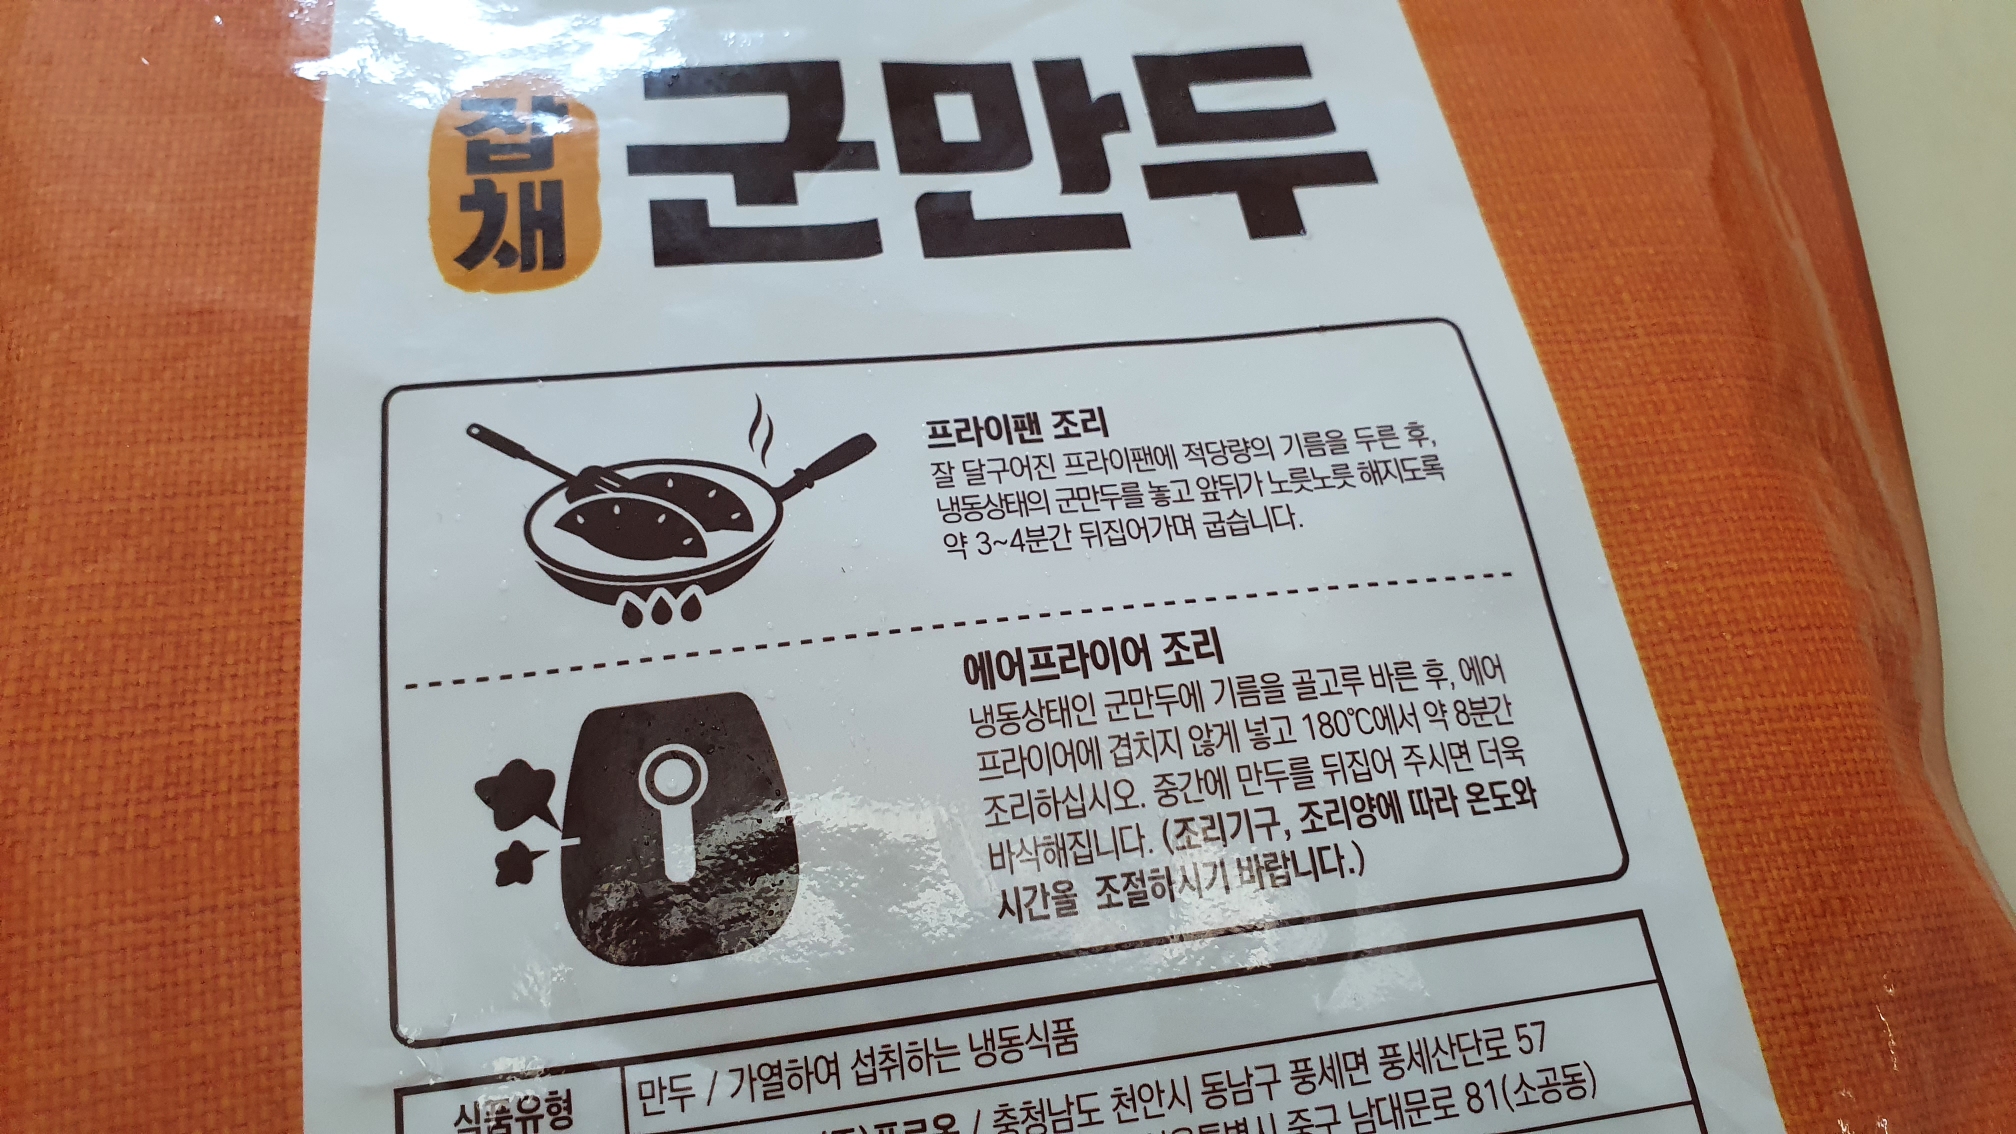 잡채
군만두
프라이팬 조리
잘 달구어진 프라이팬에 적당량의 기름을 두른 후,
냉동상태의 군만두를 놓고 앞뒤가 노릇노릇 해지도록
약 3~4분간 뒤집어가며 굽습니다.
에어프라이어 조리
냉동상태인 군만두에 기름을 골고루 바른 후, 에어
프라이어에 겹치지 않게 넣고 180℃에서 약 8분간
조리하십시오. 중간에 만두를 뒤집어 주시면 더욱
바삭해집니다. (조리기구, 조리양에 따라 온도와
시간을 조절하시기 바랍니다.)
식품유형
만두 / 가열하여 섭취하는 냉동식품
/ 충청남도 천안시 동남구 풍세면 풍세산단로 57
중구 남대문로 81(소공동)